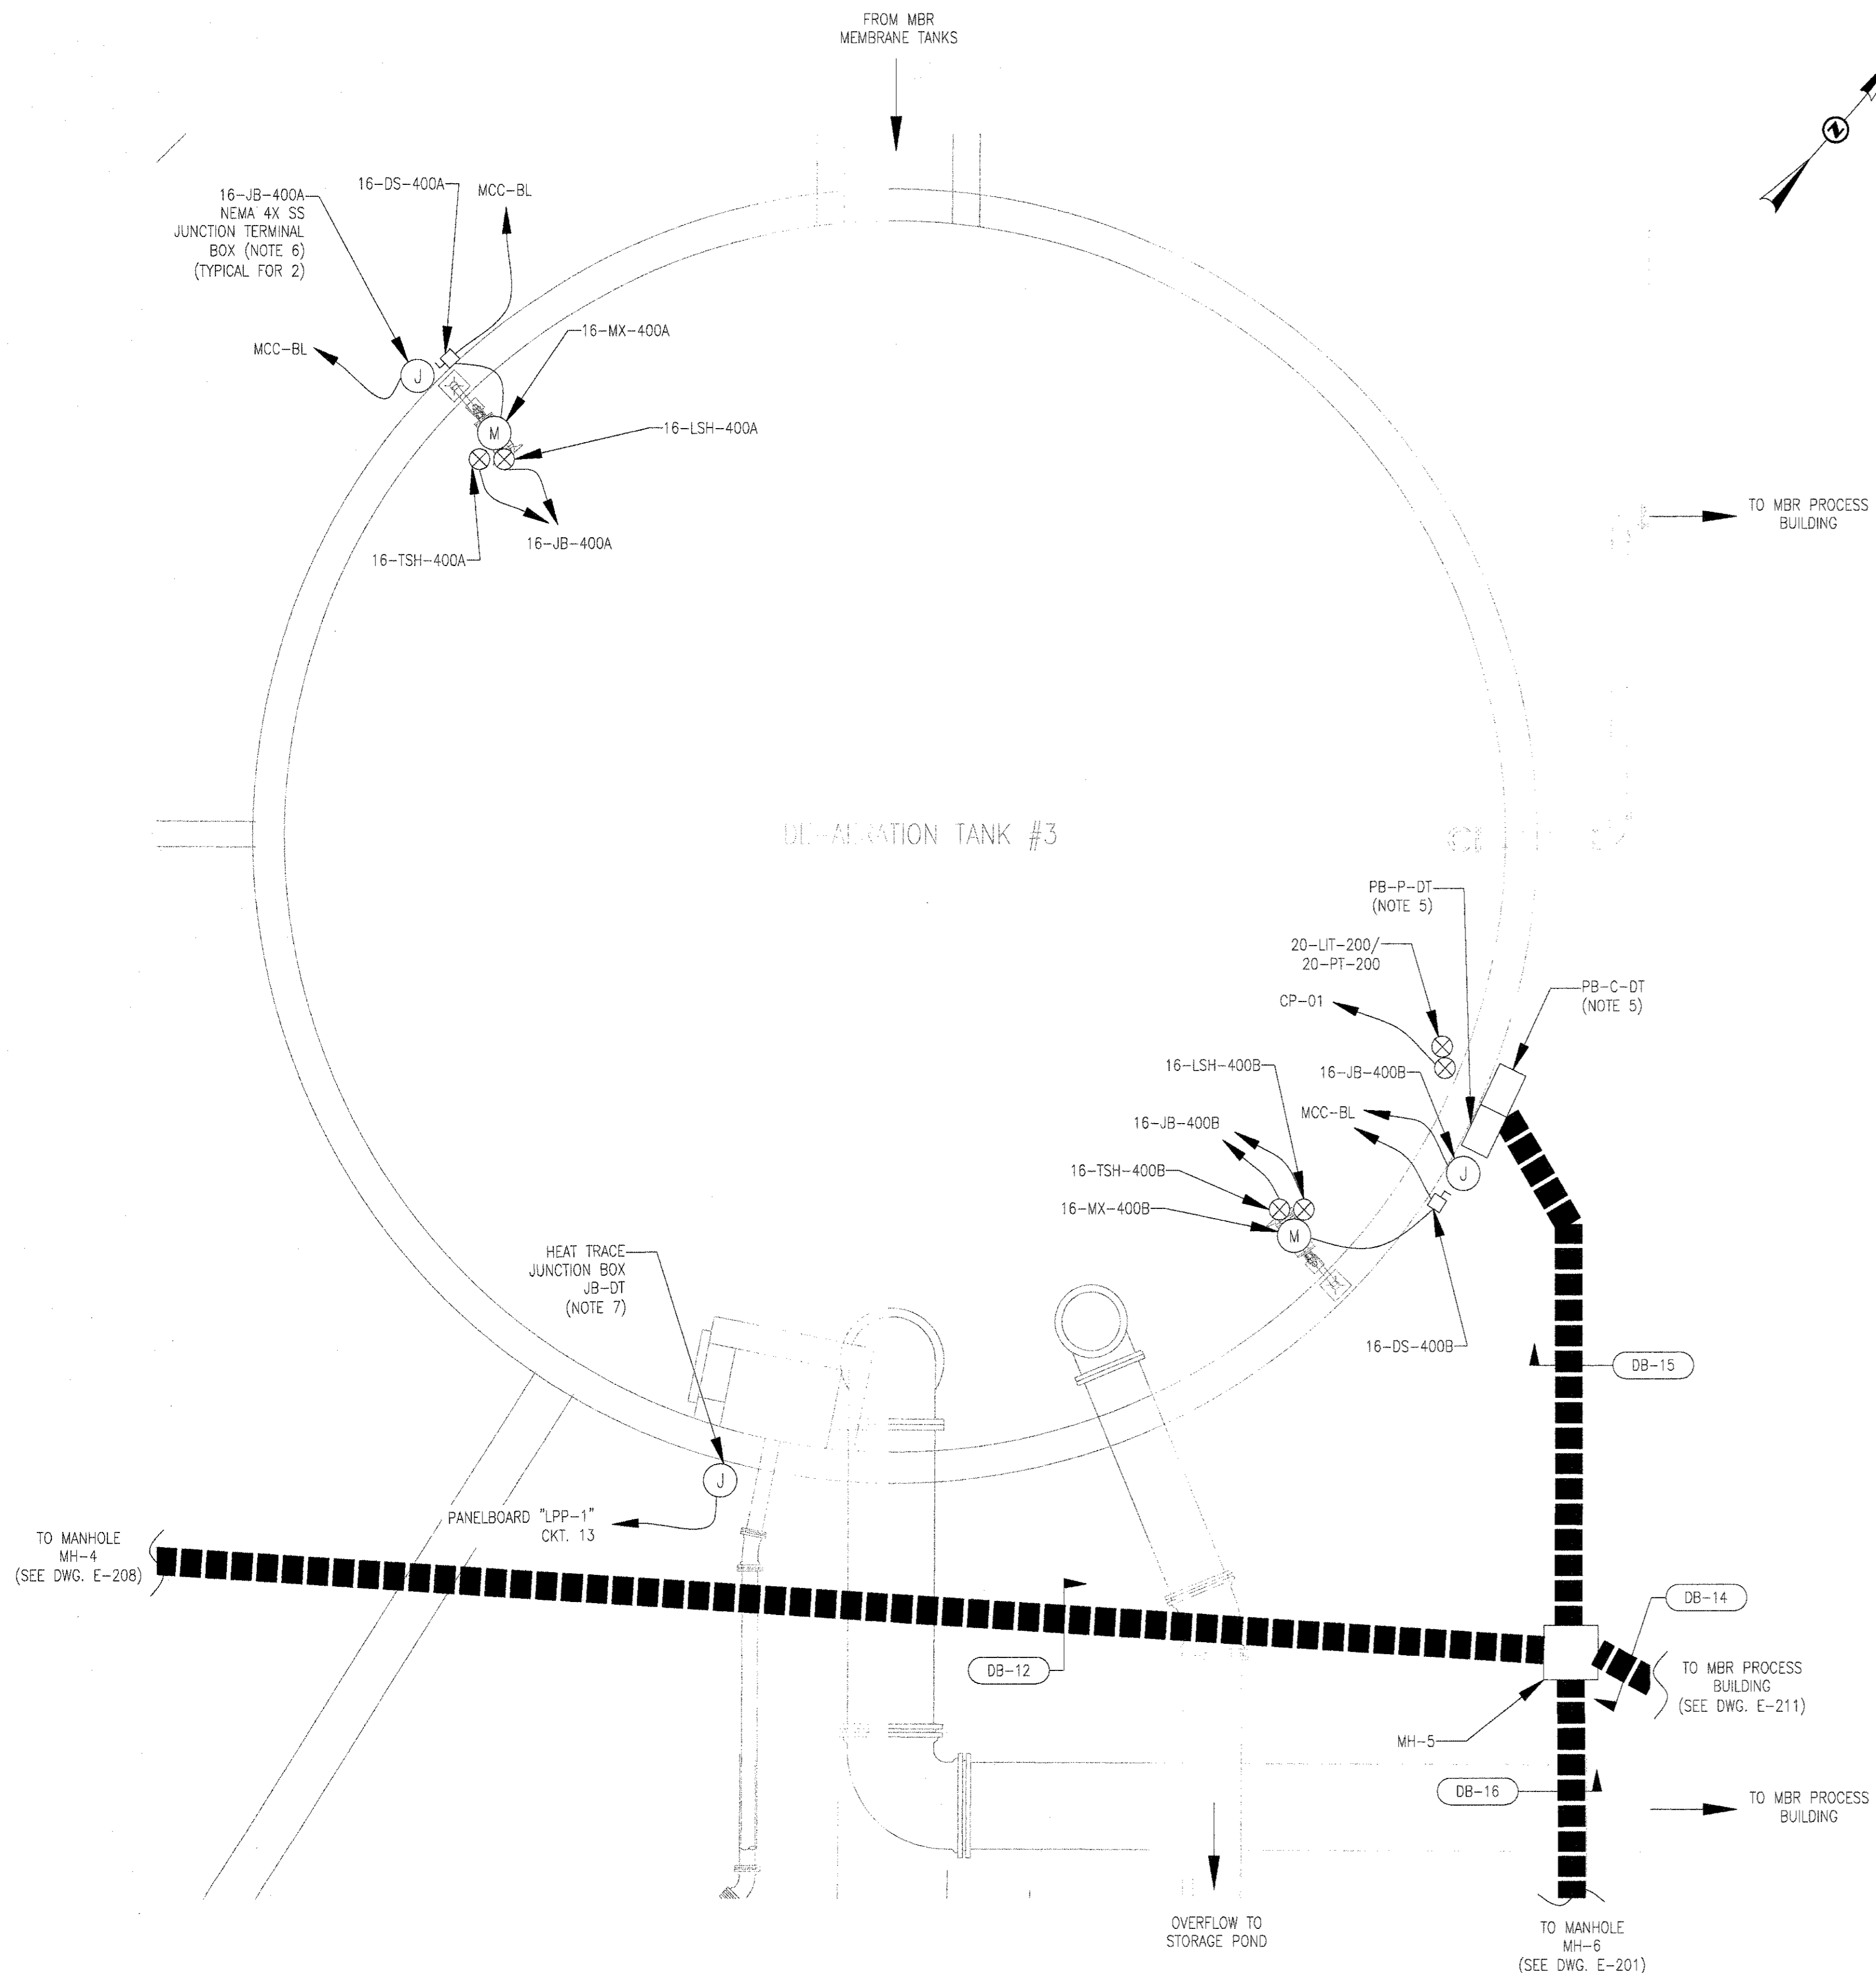 FROM MBR
MEMBRANE TANKS
N
16-JB-400A
NEMA 4X SS
JUNCTION TERMINAL
BOX (NOTE 6)
(TYPICAL FOR 2)
16-DS-400A
MCC-BL
16-MX-400A
MCC-BL
J
M
16-LSH-400A
16-JB-400A
16-TSH-400A
TO MBR PROCESS
BUILDING
TANK #3
PB-P-DT
(NOTE 5)
20-LIT-200/
20-PT-200
CP-01
PB-C-DT
(NOTE 5)
16-LSH-400B
16-JB-400B
MCC-BL
16-JB-400B
J
16-TSH-400B
16-MX-400B
M
16-DS-400B
HEAT TRACE
JUNCTION BOX
JB-DT
(NOTE 7)
DB-15
J
PANELBOARD "LPP-1"
CKT. 13
TO MANHOLE
MH-4
(SEE DWG. E-208)
DB-14
DB-12
TO MBR PROCESS
BUILDING
(SEE DWG. E-211)
MH-5
DB-16
TO MBR PROCESS
BUILDING
OVERFLOW TO
STORAGE POND
TO MANHOLE
MH-6
(SEE DWG. E-201)